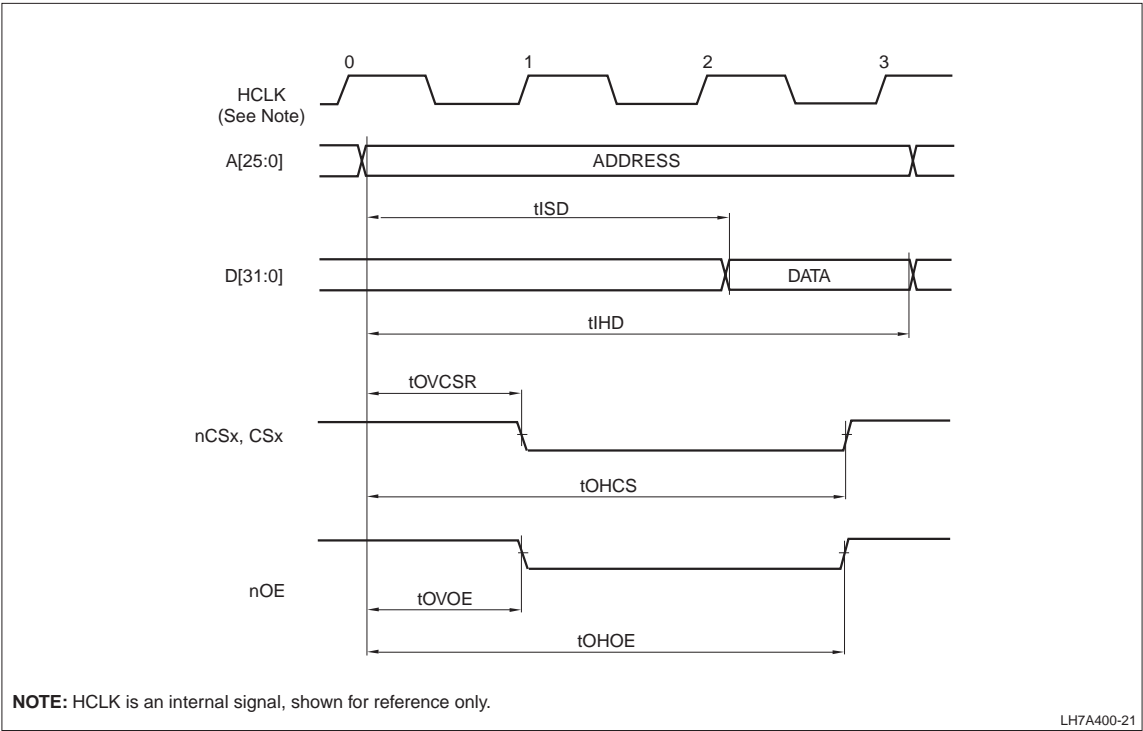 0 1 2 3
HCLK
(See Note)
A[25:0] ADDRESS
tISD
D[31:0] DATA
tIHD
tOVCSR
nCSx, CSx
tOHCS
nOE
tOVOE
tOHOE
NOTE: HCLK is an internal signal, shown for reference only.
LH7A400-21